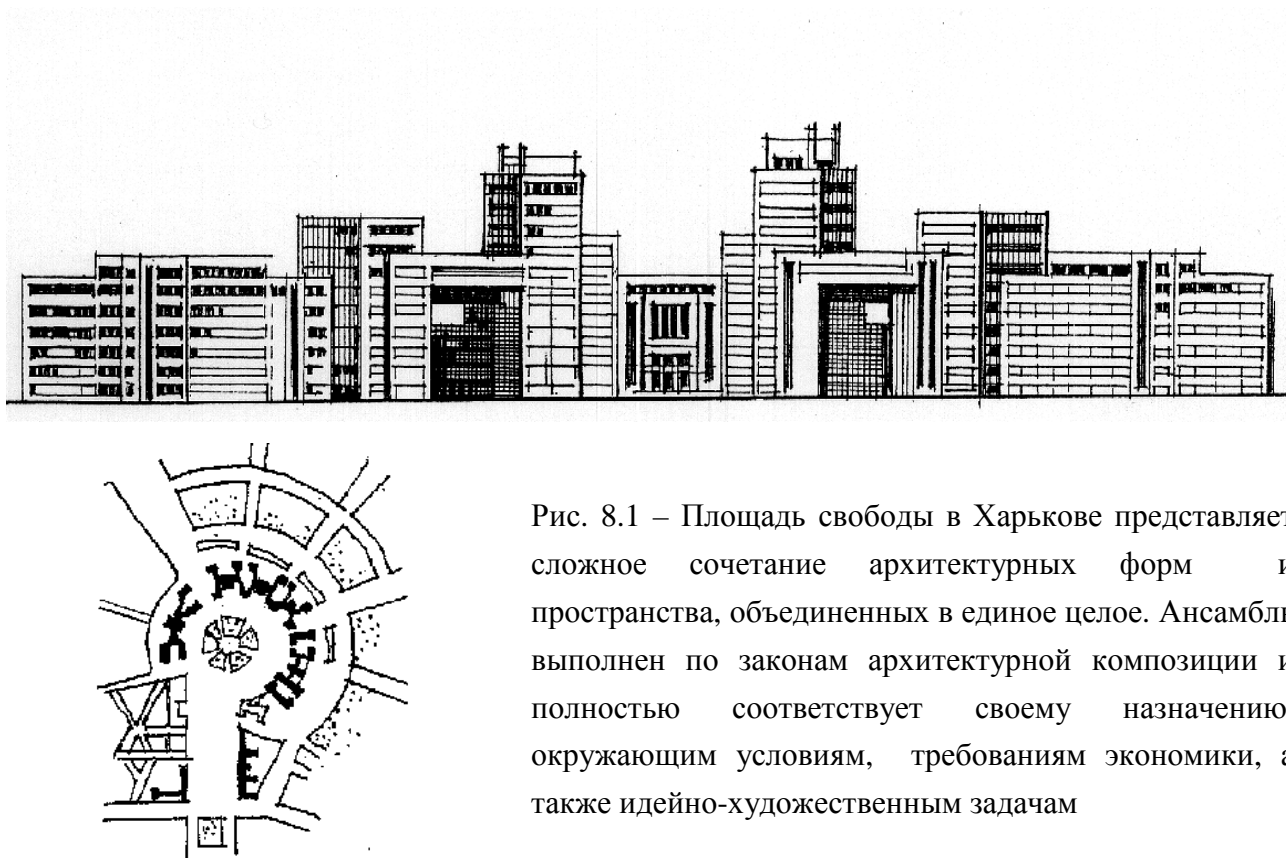 Рис. 8.1 – Площадь свободы в Харькове представляет
сложное сочетание архитектурных форм и
пространства, объединенных в единое целое. Ансамбль
выполнен по законам архитектурной композиции и
полностью соответствует своему назначению
окружающим условиям, требованиям экономики, а
также идейно-художественным задачам